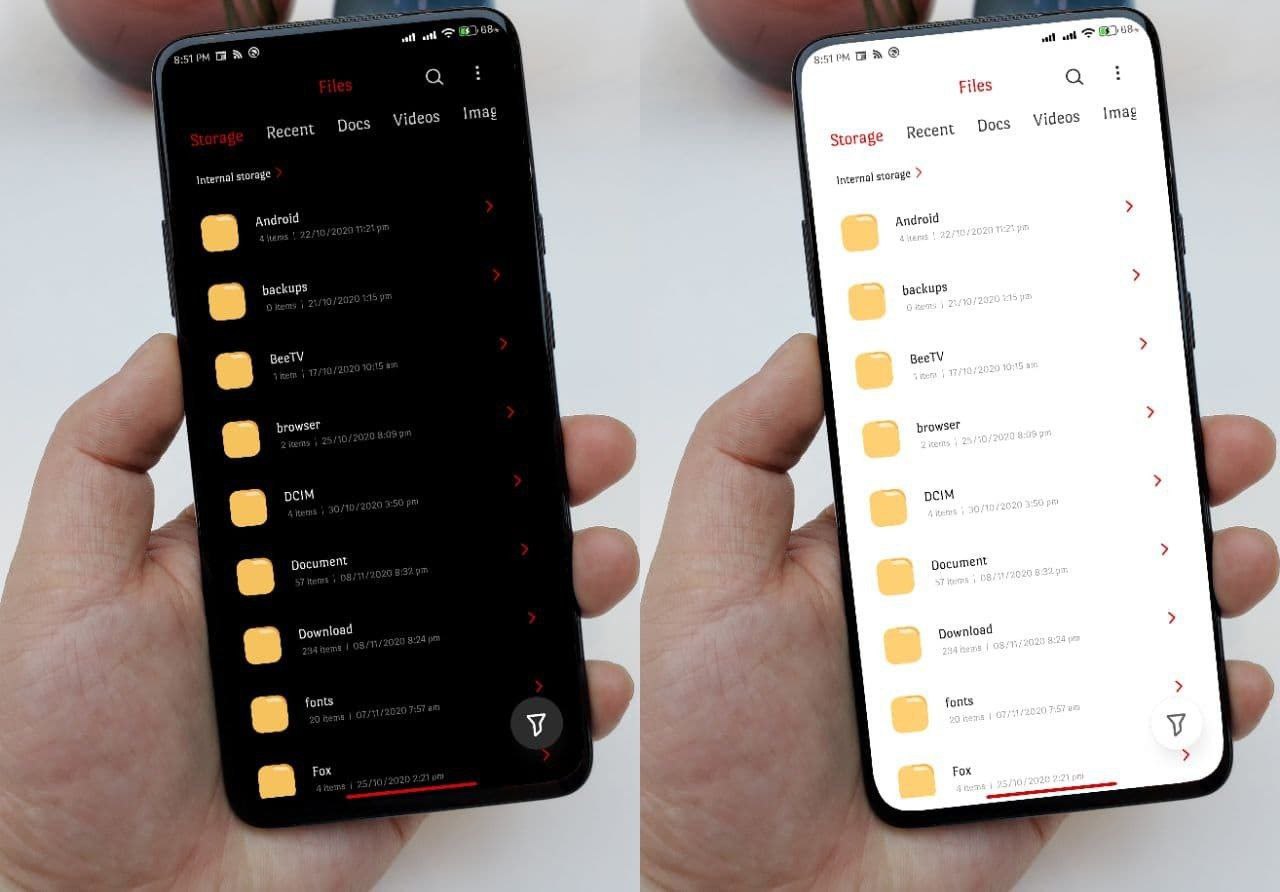 8:51 PM
68%
Files
Storage Recent Docs Videos Imag
Internal storage
Android
4 items | 22/10/2020 11:21 pm
backups
0 items | 21/10/2020 1:15 pm
BeeTV
1 item | 17/10/2020 10:15 am
browser
2 items | 25/10/2020 8:09 pm
DCIM
4 items | 30/10/2020 3:50 pm
Document
57 items | 08/11/2020 8:32 pm
Download
234 items | 08/11/2020 8:24 pm
fonts
20 items | 07/11/2020 7:57 am
Fox
4 items | 25/10/2020 2:21 pm
8:51 PM
68%
Files
Storage Recent Docs Videos Imag
Internal storage
Android
4 items | 22/10/2020 11:21 pm
backups
0 items | 21/10/2020 1:15 pm
BeeTV
1 item | 17/10/2020 10:15 am
browser
2 items | 25/10/2020 8:09 pm
DCIM
4 items | 30/10/2020 3:50 pm
Document
57 items | 08/11/2020 8:32 pm
Download
234 items | 08/11/2020 8:24 pm
fonts
20 items | 07/11/2020 7:57 am
Fox
4 items | 25/10/2020 2:21 pm